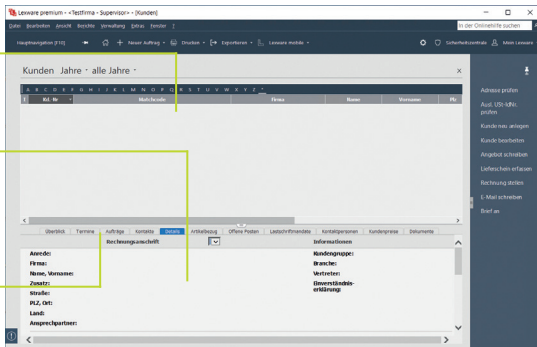 Lexware premium - <Testfirma - Supervisor> - [Kunden]
Datei Bearbeiten Ansicht Berichte Verwaltung Extras Fenster ?
In der Onlinehilfe suchen
Hauptnavigation [F10] Neuer Auftrag Drucken Exportieren Lexware mobile Sicherheitszentrale Mein Lexware
Kunden Jahre alle Jahre x
A B C D E F G H I J K L M N O P Q R S T U V W X Y Z
Kd. Nr Matchcode Firma Name Vorname Plz
Überblick Termine Aufträge Kontakte Details Artikelbezug Offene Posten Lastschriftmandate Kontaktpersonen Kundenpreise Dokumente
Rechnungsanschrift Informationen
Anrede: Kundengruppe:
Firma: Branche:
Name, Vorname: Vertreter:
Zusatz: Einverständnis-
erklärung:
Straße:
PLZ, Ort:
Land:
Ansprechpartner:
Adresse prüfen
Ausl. USt-IdNr.
prüfen
Kunde neu anlegen
Kunde bearbeiten
Angebot schreiben
Lieferschein erfassen
Rechnung stellen
E-Mail schreiben
Brief an